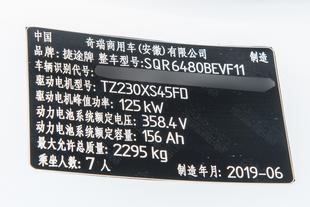 中国 奇瑞商用车(安徽)有限公司 制造
品牌:捷途牌 整车型号:SQR6480BEVF11
车辆识别代号:
驱动电机型号:TZ230XS45FD
驱动电机峰值功率:125 kW
动力电池系统额定电压:358.4V
动力电池系统额定容量:156 Ah
最大允许总质量:2295 kg
乘坐人数:7 人 制造年月:2019-06